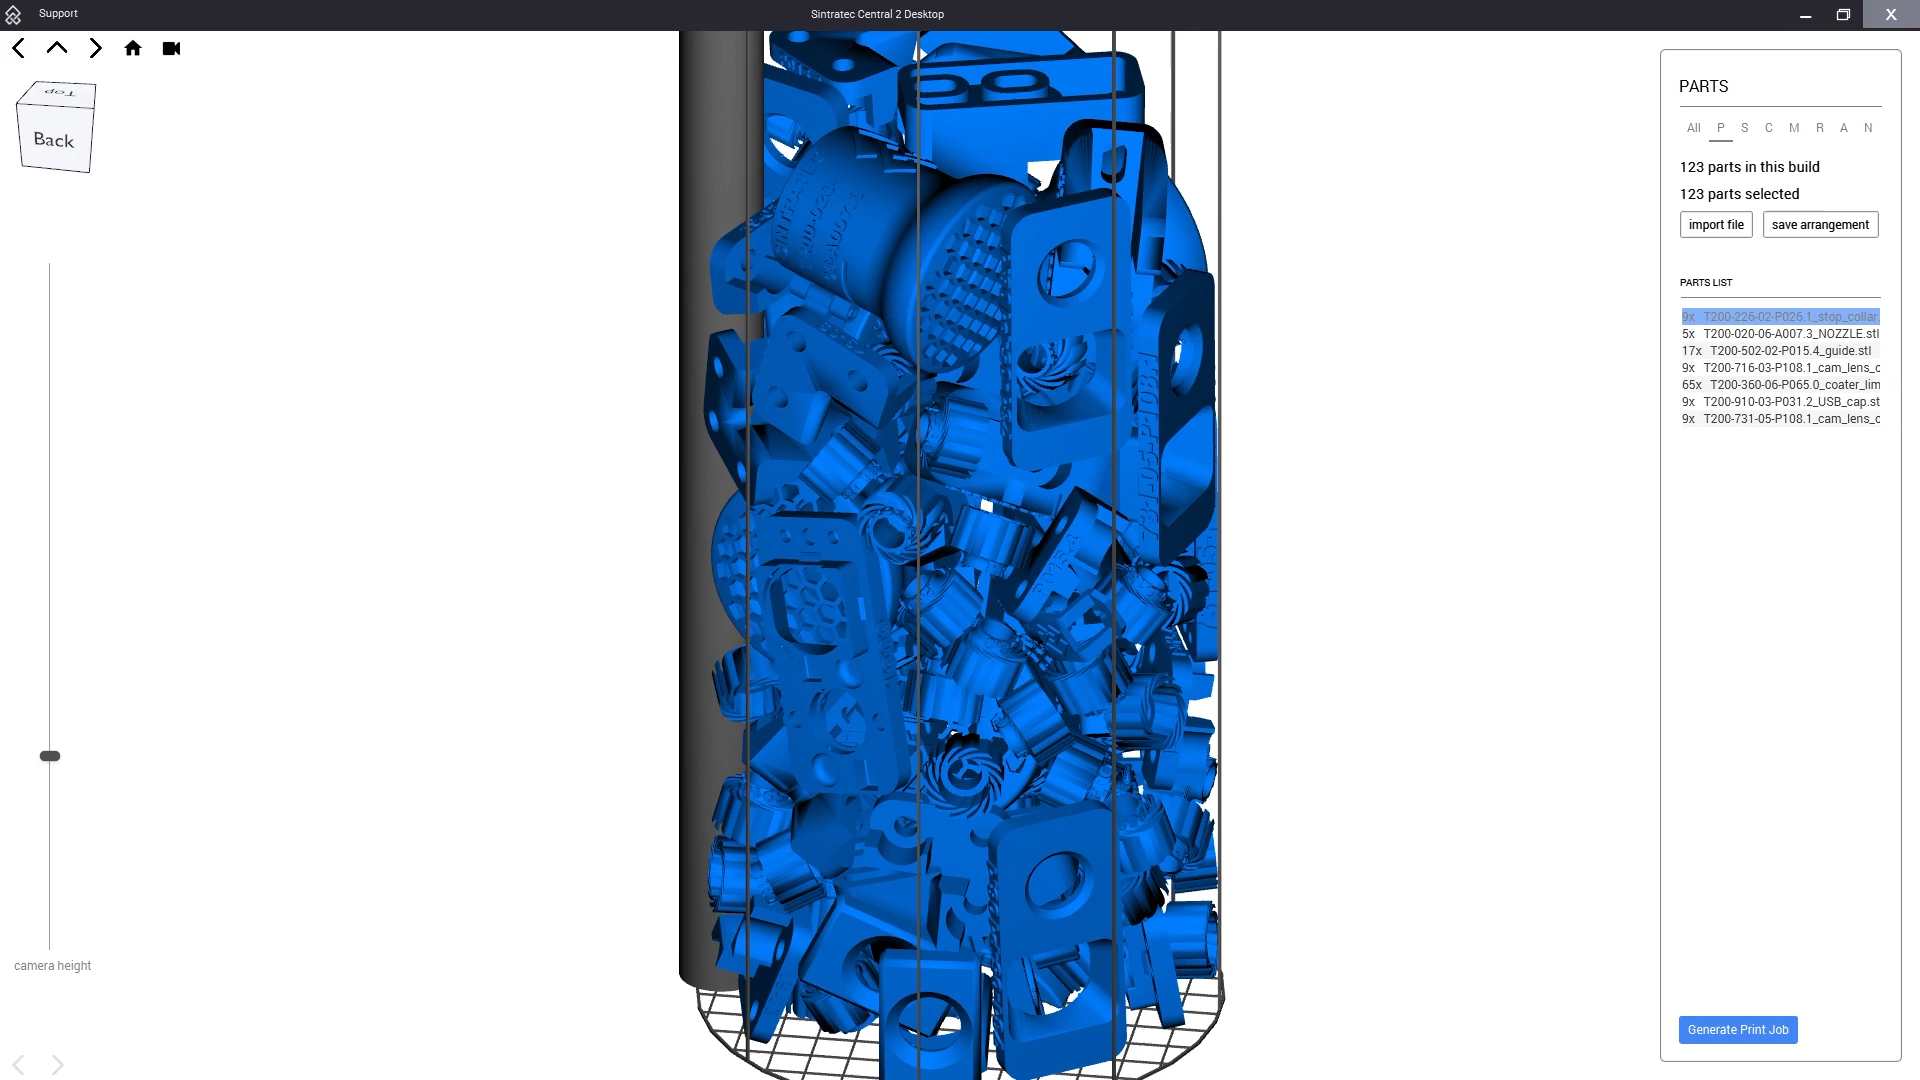 Support
Sintratec Central 2 Desktop
X
Top
Back
PARTS
All P S C M R A N
123 parts in this build
123 parts selected
import file save arrangement
PARTS LIST
9x T200-226-02-P026.1_stop_collar
5x T200-020-06-A007.3_NOZZLE.stl
17x T200-502-02-P015.4_guide.stl
9x T200-716-03-P108.1_cam_lens_c
65x T200-360-06-P065.0_coater_lim
9x T200-910-03-P031.2_USB_cap.st
9x T200-731-05-P108.1_cam_lens_c
camera height
Generate Print Job